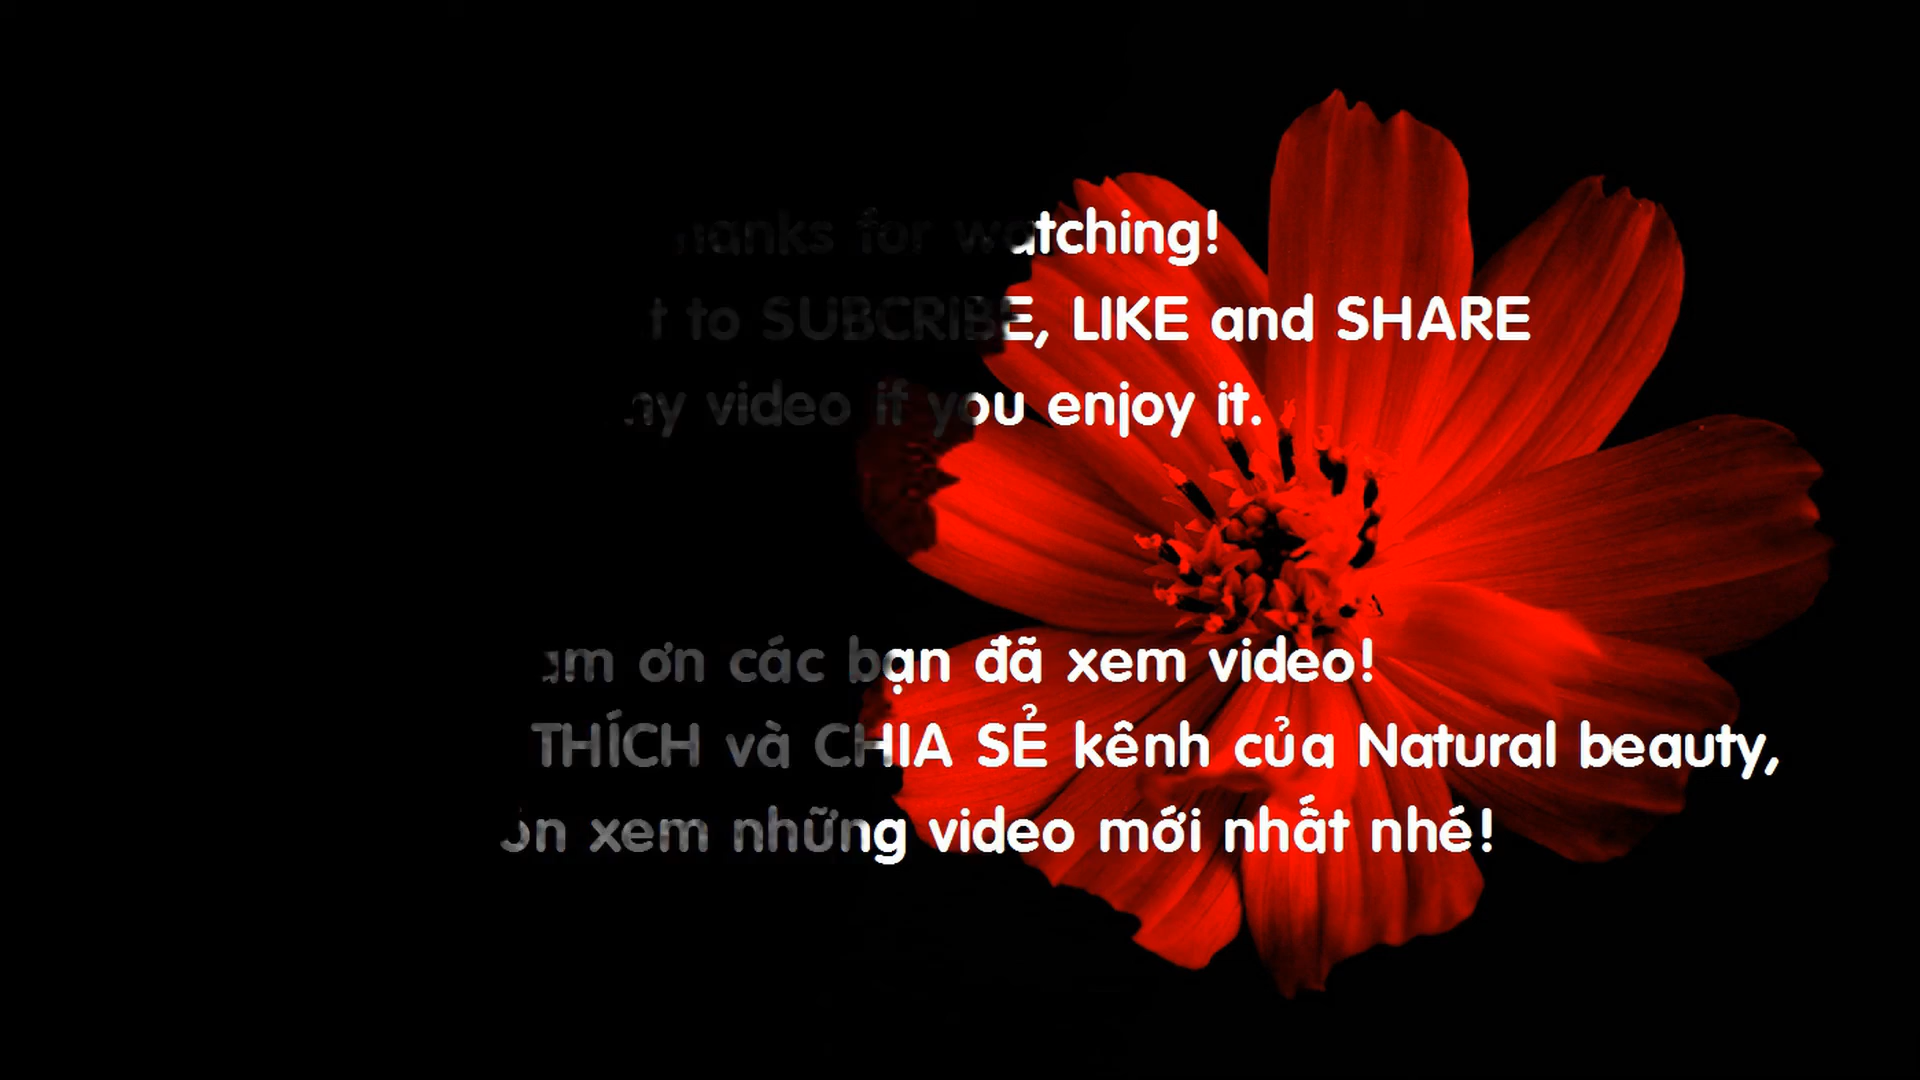 for watching!
to SUBCRIBE, LIKE and SHARE
my video if you enjoy it.
ơn các bạn đã xem video!
THÍCH và CHIA SẺ kênh của Natural beauty,
xem những video mới nhất nhé!